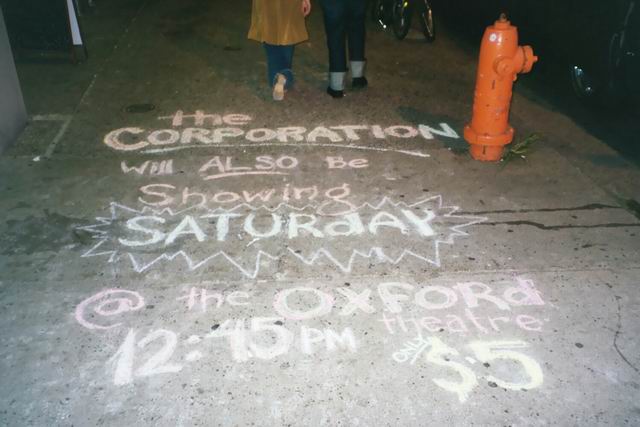 the
CORPORATION
Will ALSO Be
Showing
SATURdAY
@ the OXFORd
theatre
12:45PM only $5